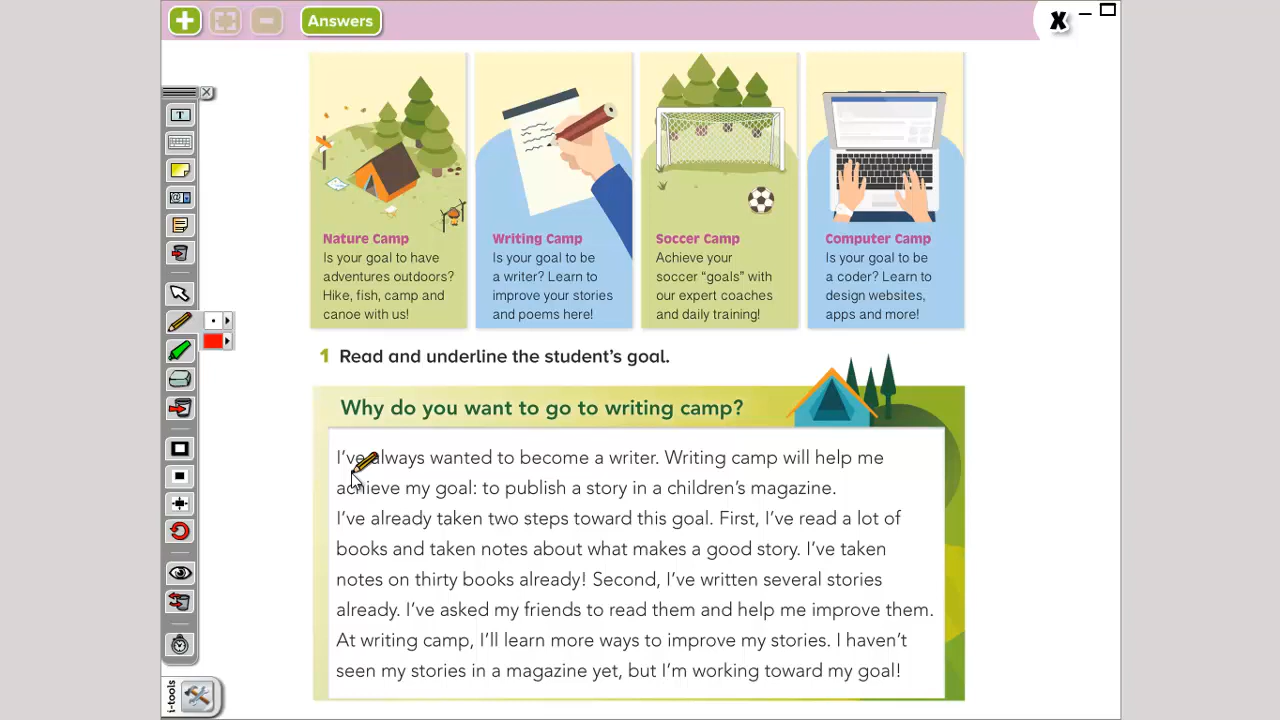 Answers
X
T
Nature Camp
Is your goal to have
adventures outdoors?
Hike, fish, camp and
canoe with us!
Writing Camp
Is your goal to be
a writer? Learn to
improve your stories
and poems here!
Soccer Camp
Achieve your
soccer “goals” with
our expert coaches
and daily training!
Computer Camp
Is your goal to be
a coder? Learn to
design websites,
apps and more!
1 Read and underline the student’s goal.
Why do you want to go to writing camp?
I’ve always wanted to become a writer. Writing camp will help me
achieve my goal: to publish a story in a children’s magazine.
I’ve already taken two steps toward this goal. First, I’ve read a lot of
books and taken notes about what makes a good story. I’ve taken
notes on thirty books already! Second, I’ve written several stories
already. I’ve asked my friends to read them and help me improve them.
At writing camp, I’ll learn more ways to improve my stories. I haven’t
seen my stories in a magazine yet, but I’m working toward my goal!
i-tools